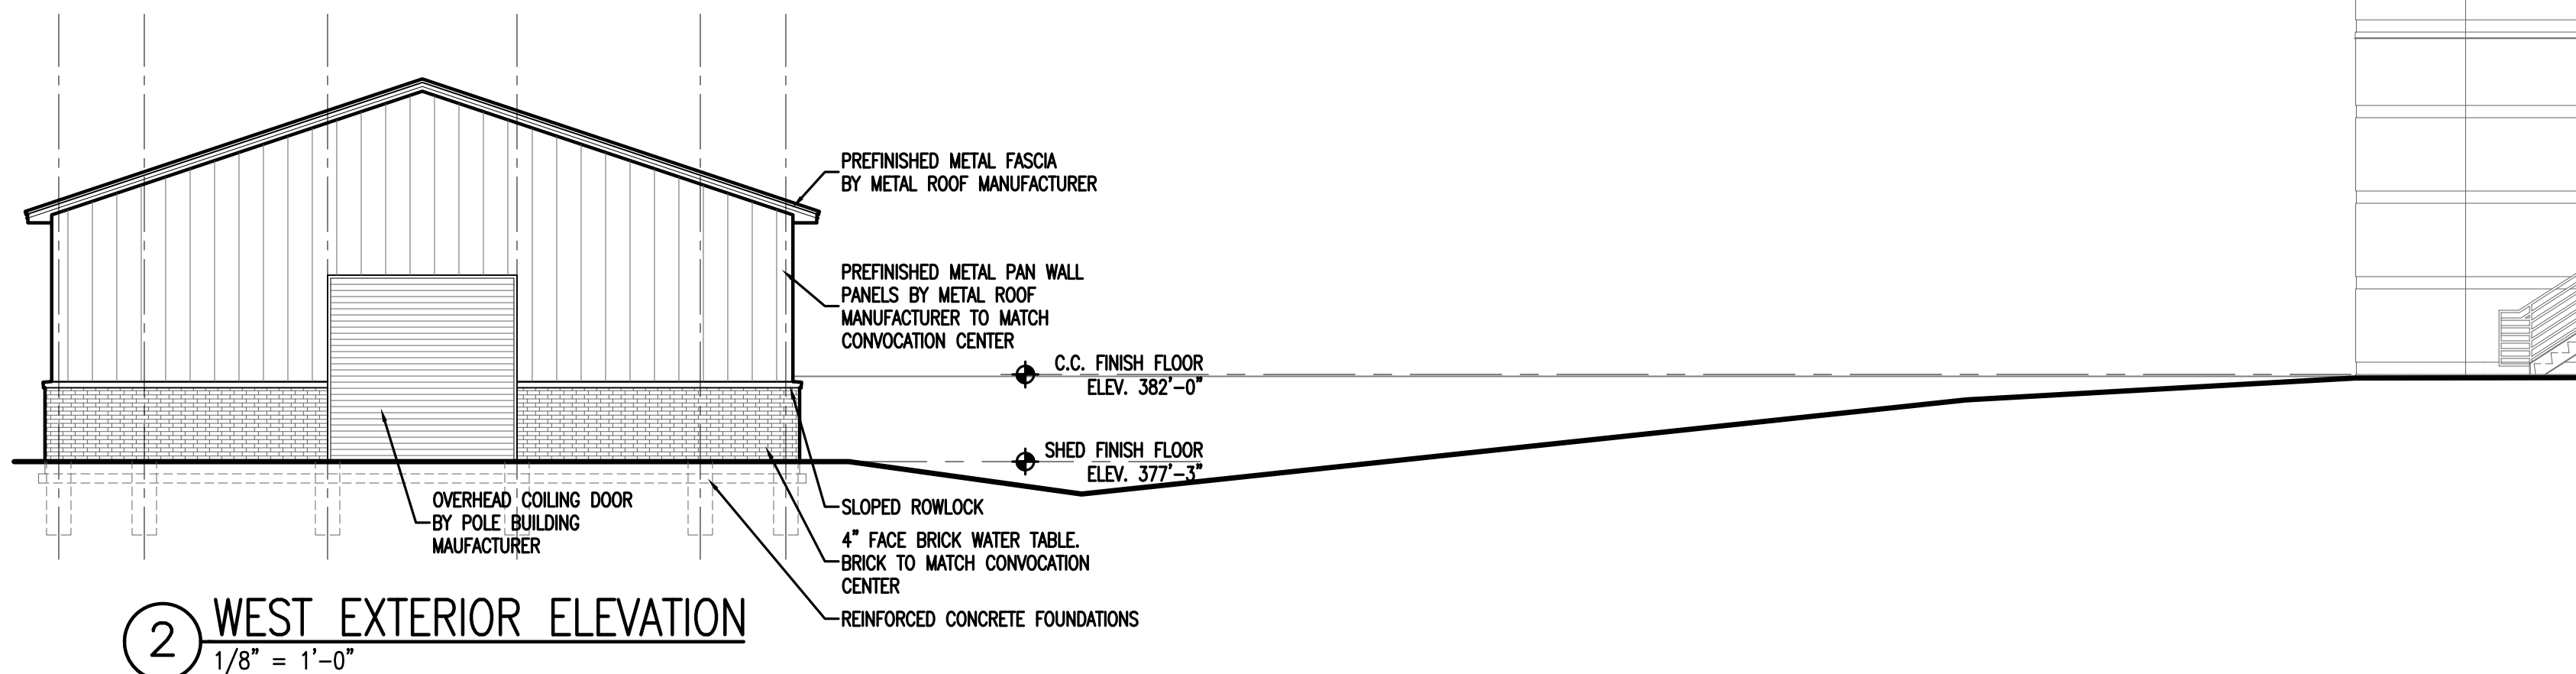 PREFINISHED METAL FASCIA
BY METAL ROOF MANUFACTURER
PREFINISHED METAL PAN WALL
PANELS BY METAL ROOF
MANUFACTURER TO MATCH
CONVOCATION CENTER
C.C. FINISH FLOOR
ELEV. 382'-0"
SHED FINISH FLOOR
ELEV. 377'-3"
OVERHEAD COILING DOOR
BY POLE BUILDING
MAUFACTURER
SLOPED ROWLOCK
4" FACE BRICK WATER TABLE.
BRICK TO MATCH CONVOCATION
CENTER
REINFORCED CONCRETE FOUNDATIONS
2 WEST EXTERIOR ELEVATION
1/8" = 1'-0"